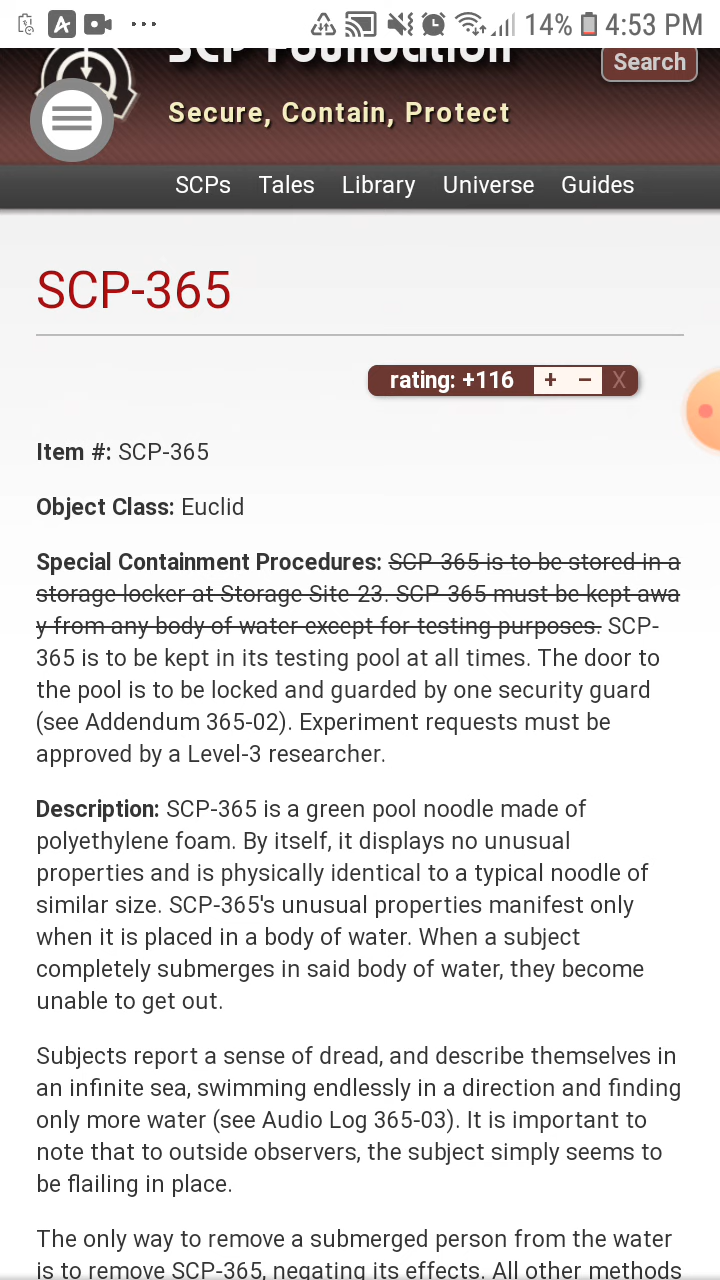 14% 4:53 PM
SCP Foundation
Search
Secure, Contain, Protect
SCPs Tales Library Universe Guides
SCP-365
rating: +116 + – X
Item #: SCP-365
Object Class: Euclid
Special Containment Procedures: SCP-365 is to be stored in a
storage locker at Storage Site-23. SCP-365 must be kept awa
y from any body of water except for testing purposes. SCP-
365 is to be kept in its testing pool at all times. The door to
the pool is to be locked and guarded by one security guard
(see Addendum 365-02). Experiment requests must be
approved by a Level-3 researcher.
Description: SCP-365 is a green pool noodle made of
polyethylene foam. By itself, it displays no unusual
properties and is physically identical to a typical noodle of
similar size. SCP-365's unusual properties manifest only
when it is placed in a body of water. When a subject
completely submerges in said body of water, they become
unable to get out.
Subjects report a sense of dread, and describe themselves in
an infinite sea, swimming endlessly in a direction and finding
only more water (see Audio Log 365-03). It is important to
note that to outside observers, the subject simply seems to
be flailing in place.
The only way to remove a submerged person from the water
is to remove SCP-365, negating its effects. All other methods